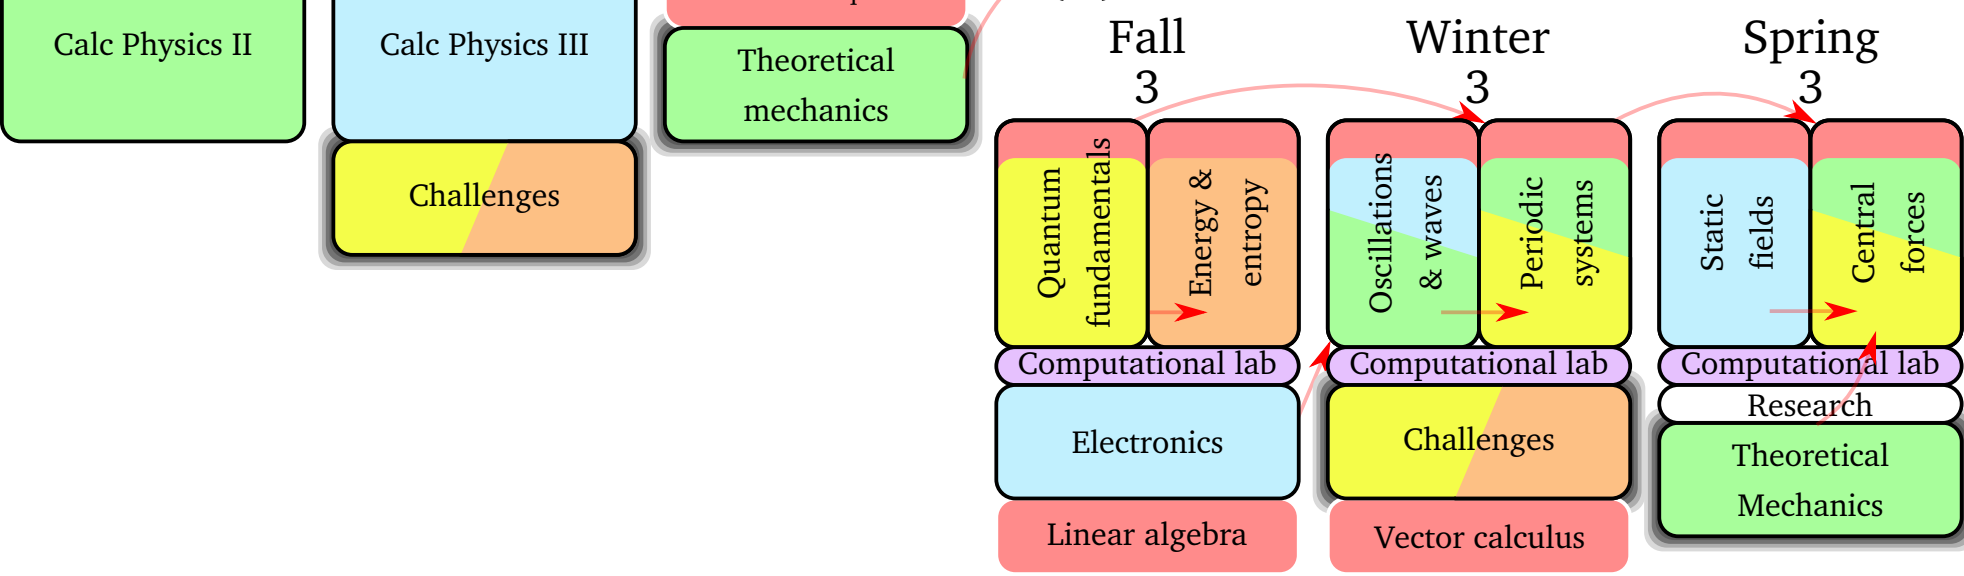 Calc Physics II
Calc Physics III
Theoretical
mechanics
Challenges
Fall
3
Winter
3
Spring
3
Quantum
fundamentals
Energy &
entropy
Oscillations
& waves
Periodic
systems
Static
fields
Central
forces
Computational lab
Computational lab
Computational lab
Electronics
Challenges
Research
Theoretical
Mechanics
Linear algebra
Vector calculus